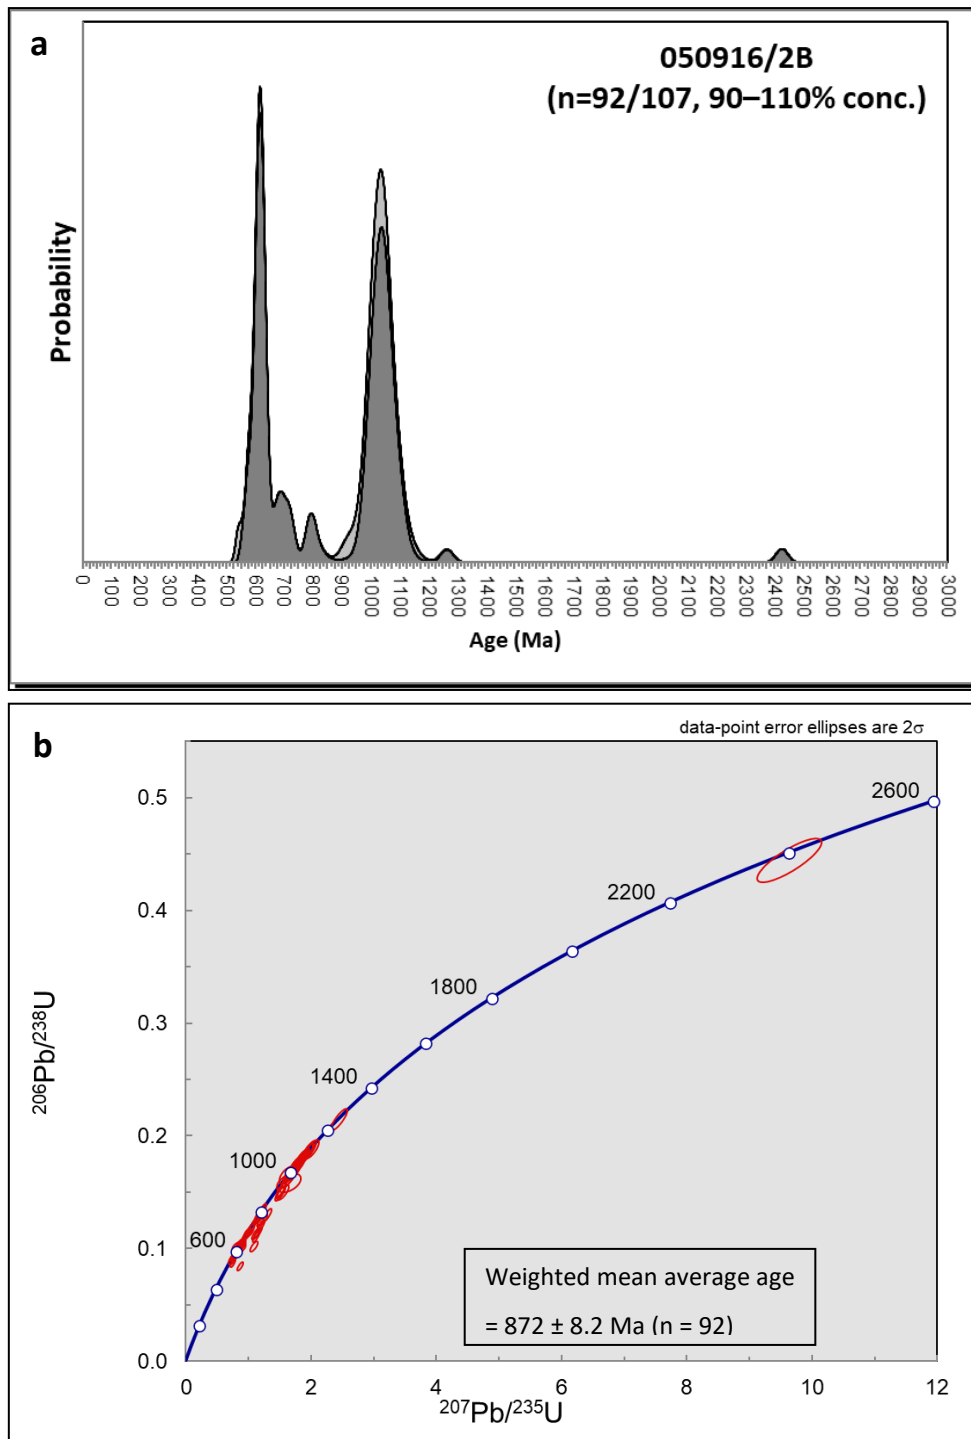 a
050916/2B
(n=92/107, 90–110% conc.)
Probability
0 100 200 300 400 500 600 700 800 900 1000 1100 1200 1300 1400 1500 1600 1700 1800 1900 2000 2100 2200 2300 2400 2500 2600 2700 2800 2900 3000
Age (Ma)
b
data-point error ellipses are 2σ
0.5
0.4
0.3
0.2
0.1
0.0
2600
2200
1800
1400
1000
600
²⁰⁶Pb/²³⁸U
Weighted mean average age
= 872 ± 8.2 Ma (n = 92)
0 2 4 6 8 10 12
²⁰⁷Pb/²³⁵U